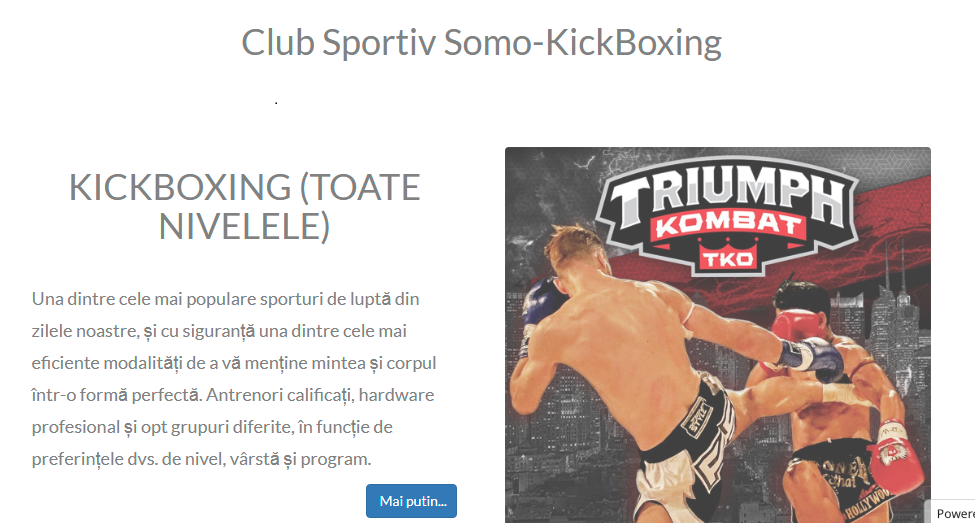 Club Sportiv Somo-KickBoxing
.
KICKBOXING (TOATE
NIVELELE)
Una dintre cele mai populare sporturi de luptă din
zilele noastre, și cu siguranță una dintre cele mai
eficiente modalități de a vă menține mintea și corpul
într-o formă perfectă. Antrenori calificați, hardware
profesional și opt grupuri diferite, în funcție de
preferințele dvs. de nivel, vârstă și program.
Mai putin...
TRIUMPH
KOMBAT
TKO
HOLLYWOO
Powere